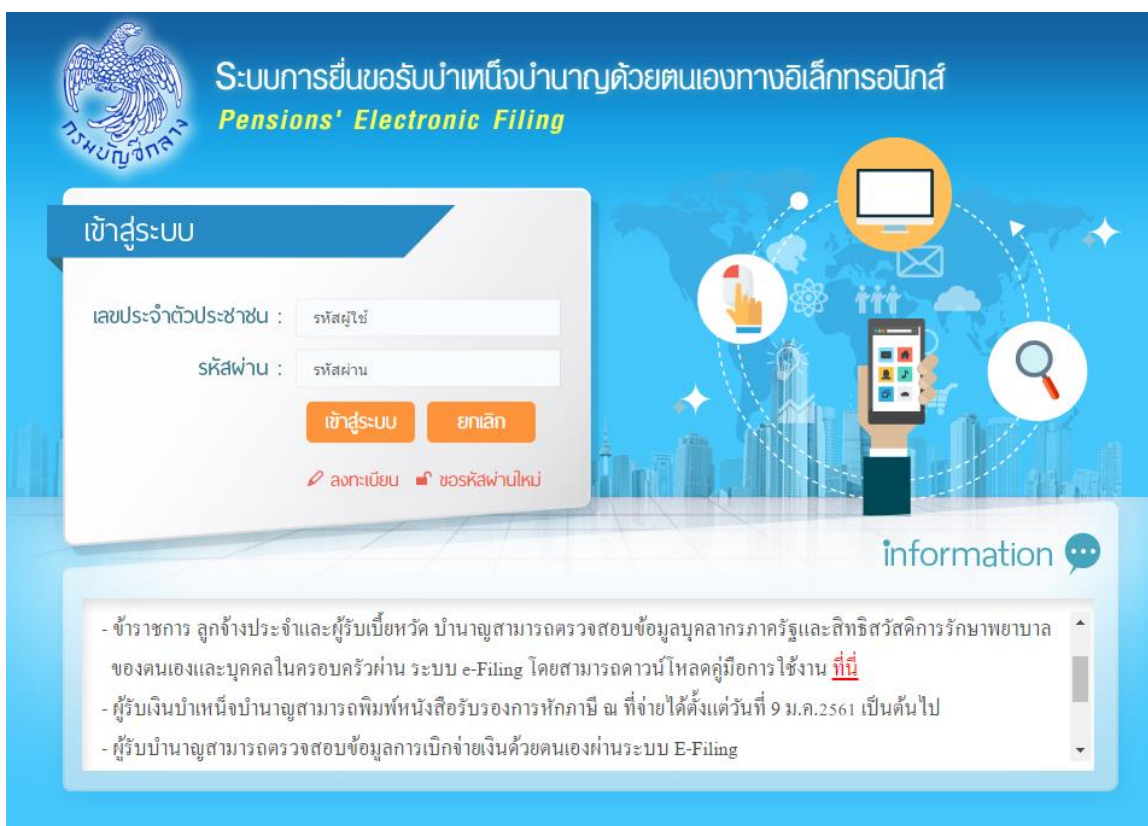 กรมบัญชีกลาง
ระบบการยื่นขอรับบำเหน็จบำนาญด้วยตนเองทางอิเล็กทรอนิกส์
Pensions' Electronic Filing
เข้าสู่ระบบ
เลขประจำตัวประชาชน : รหัสผู้ใช้
รหัสผ่าน : รหัสผ่าน
เข้าสู่ระบบ ยกเลิก
ลงทะเบียน ขอรหัสผ่านใหม่
information
- ข้าราชการ ลูกจ้างประจำและผู้รับเบี้ยหวัด บำนาญสามารถตรวจสอบข้อมูลบุคลากรภาครัฐและสิทธิสวัสดิการรักษาพยาบาล
ของตนเองและบุคคลในครอบครัวผ่าน ระบบ e-Filing โดยสามารถดาวน์โหลดคู่มือการใช้งาน ที่นี่
- ผู้รับเงินบำเหน็จบำนาญสามารถพิมพ์หนังสือรับรองการหักภาษี ณ ที่จ่ายได้ตั้งแต่วันที่ 9 ม.ค.2561 เป็นต้นไป
- ผู้รับบำนาญสามารถตรวจสอบข้อมูลการเบิกจ่ายเงินด้วยตนเองผ่านระบบ E-Filing